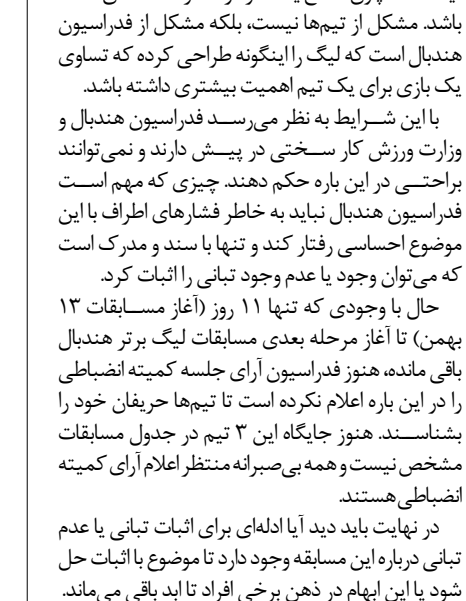 باشد. مشکل از تیم‌ها نیست، بلکه مشکل از فدراسیون
هندبال است که لیگ را اینگونه طراحی کرده که تساوی
یک بازی برای یک تیم اهمیت بیشتری داشته باشد.
با این شرایط به نظر می‌رسد فدراسیون هندبال و
وزارت ورزش کار سختی در پیش دارند و نمی‌توانند
براحتی در این باره حکم دهند. چیزی که مهم است
فدراسیون هندبال نباید به خاطر فشارهای اطراف با این
موضوع احساسی رفتار کند و تنها با سند و مدرک است
که می‌توان وجود یا عدم وجود تبانی را اثبات کرد.
حال با وجودی که تنها ۱۱ روز (آغاز مسابقات ۱۳
بهمن) تا آغاز مرحله بعدی مسابقات لیگ برتر هندبال
باقی مانده، هنوز فدراسیون آرای جلسه کمیته انضباطی
را در این باره اعلام نکرده است تا تیم‌ها حریفان خود را
بشناسند. هنوز جایگاه این ۳ تیم در جدول مسابقات
مشخص نیست و همه بی‌صبرانه منتظر اعلام آرای کمیته
انضباطی هستند.
در نهایت باید دید آیا ادله‌ای برای اثبات تبانی یا عدم
تبانی درباره این مسابقه وجود دارد تا موضوع با اثبات حل
شود یا این ابهام در ذهن برخی افراد تا ابد باقی می‌ماند.